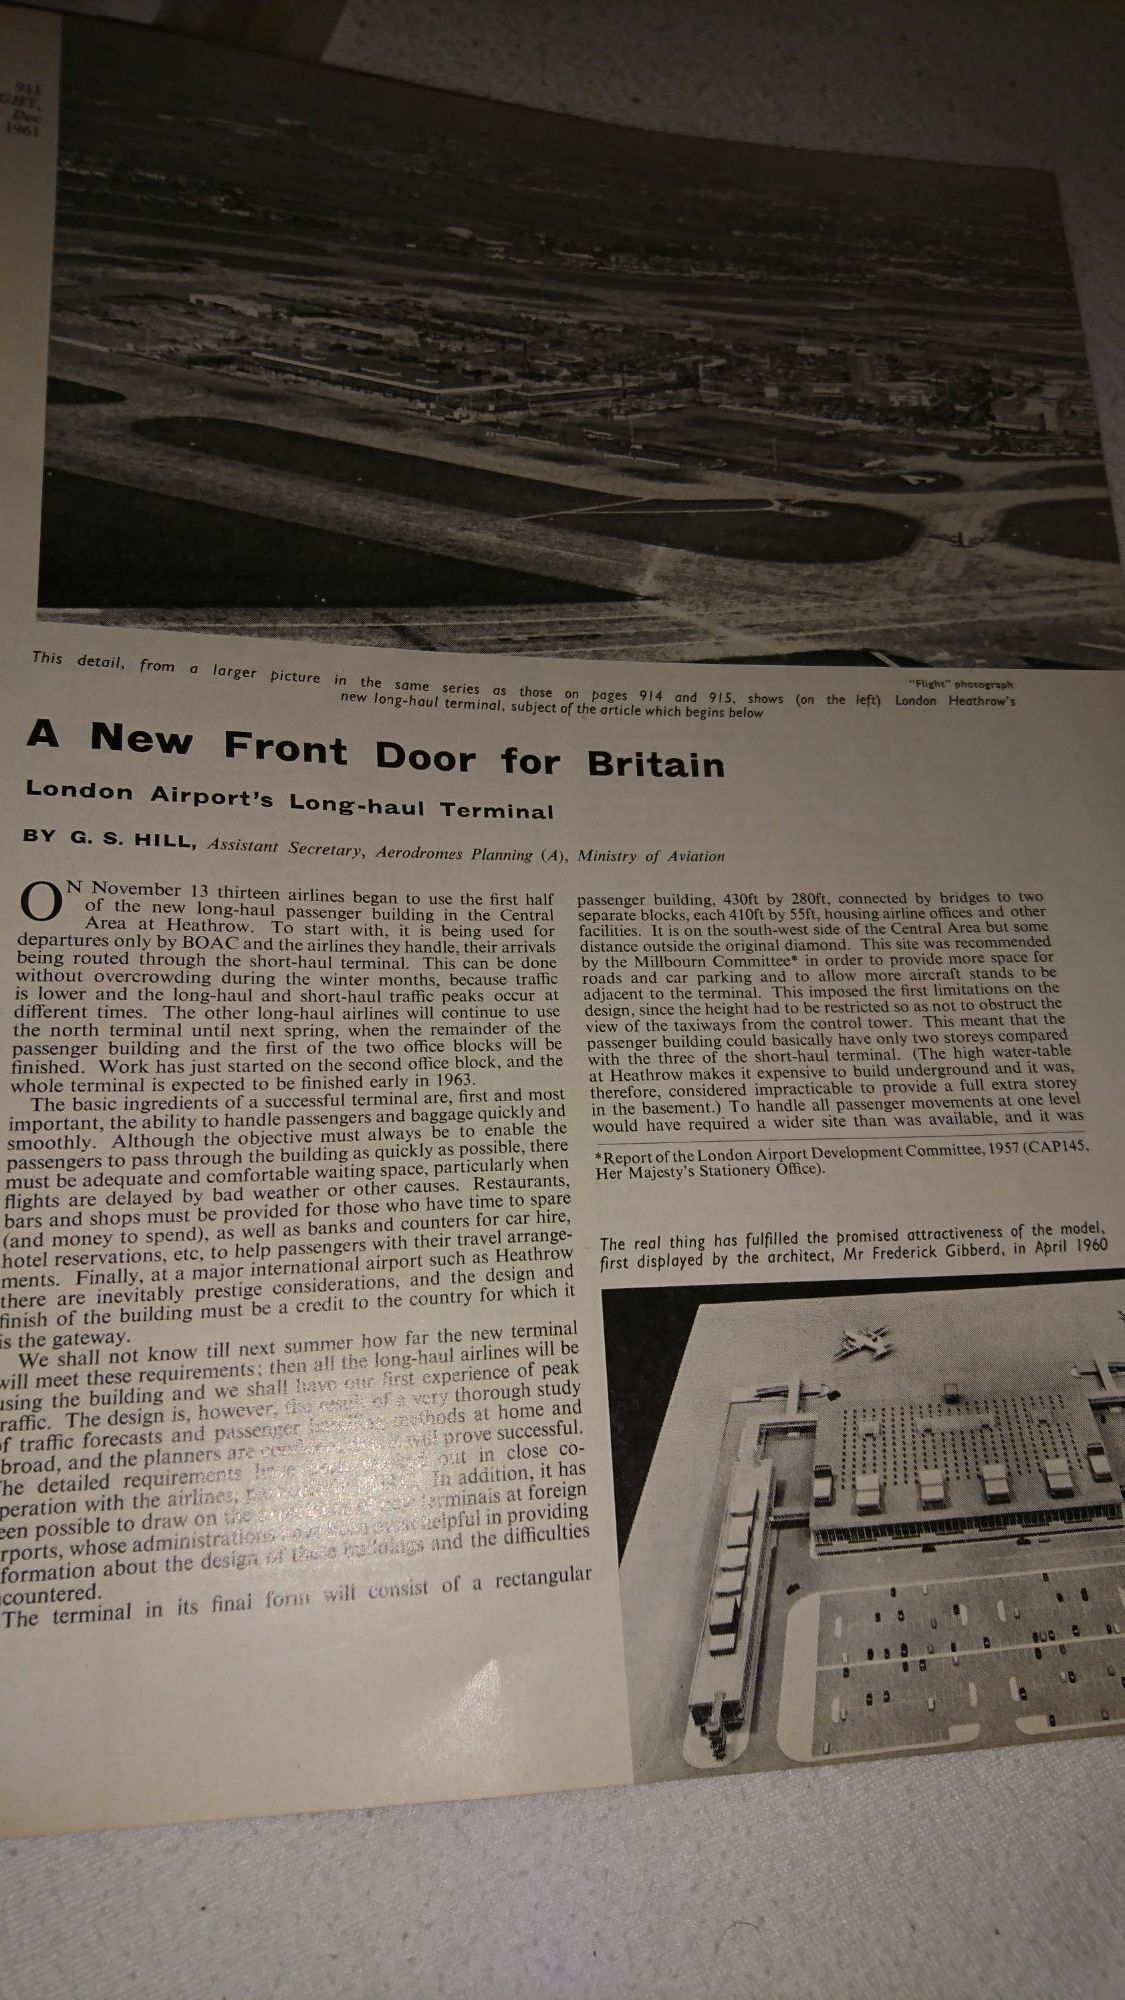 911
GHT,
Dec
1961
This detail, from a larger picture in the same series as those on pages 914 and 915, shows (on the left) London Heathrow's
new long-haul terminal, subject of the article which begins below
"Flight" photograph
A New Front Door for Britain
London Airport's Long-haul Terminal
BY G. S. HILL, Assistant Secretary, Aerodromes Planning (A), Ministry of Aviation
ON November 13 thirteen airlines began to use the first half
of the new long-haul passenger building in the Central
Area at Heathrow. To start with, it is being used for
departures only by BOAC and the airlines they handle, their arrivals
being routed through the short-haul terminal. This can be done
without overcrowding during the winter months, because traffic
is lower and the long-haul and short-haul traffic peaks occur at
different times. The other long-haul airlines will continue to use
the north terminal until next spring, when the remainder of the
passenger building and the first of the two office blocks will be
finished. Work has just started on the second office block, and the
whole terminal is expected to be finished early in 1963.
The basic ingredients of a successful terminal are, first and most
important, the ability to handle passengers and baggage quickly and
smoothly. Although the objective must always be to enable the
passengers to pass through the building as quickly as possible, there
must be adequate and comfortable waiting space, particularly when
flights are delayed by bad weather or other causes. Restaurants,
bars and shops must be provided for those who have time to spare
(and money to spend), as well as banks and counters for car hire,
hotel reservations, etc, to help passengers with their travel arrange-
ments. Finally, at a major international airport such as Heathrow
there are inevitably prestige considerations, and the design and
finish of the building must be a credit to the country for which it
is the gateway.
We shall not know till next summer how far the new terminal
will meet these requirements; then all the long-haul airlines will be
using the building and we shall have our first experience of peak
raffic. The design is, however, the result of a very thorough study
f traffic forecasts and passenger handling methods at home and
broad, and the planners are will prove successful.
he detailed requirements have out in close co-
peration with the airlines, In addition, it has
een possible to draw on the terminals at foreign
rports, whose administrations have helpful in providing
formation about the design of these buildings and the difficulties
countered.
The terminal in its final form will consist of a rectangular
passenger building, 430ft by 280ft, connected by bridges to two
separate blocks, each 410ft by 55ft, housing airline offices and other
facilities. It is on the south-west side of the Central Area but some
distance outside the original diamond. This site was recommended
by the Millbourn Committee* in order to provide more space for
roads and car parking and to allow more aircraft stands to be
adjacent to the terminal. This imposed the first limitations on the
design, since the height had to be restricted so as not to obstruct the
view of the taxiways from the control tower. This meant that the
passenger building could basically have only two storeys compared
with the three of the short-haul terminal. (The high water-table
at Heathrow makes it expensive to build underground and it was,
therefore, considered impracticable to provide a full extra storey
in the basement.) To handle all passenger movements at one level
would have required a wider site than was available, and it was
*Report of the London Airport Development Committee, 1957 (CAP145,
Her Majesty's Stationery Office).
The real thing has fulfilled the promised attractiveness of the model,
first displayed by the architect, Mr Frederick Gibberd, in April 1960